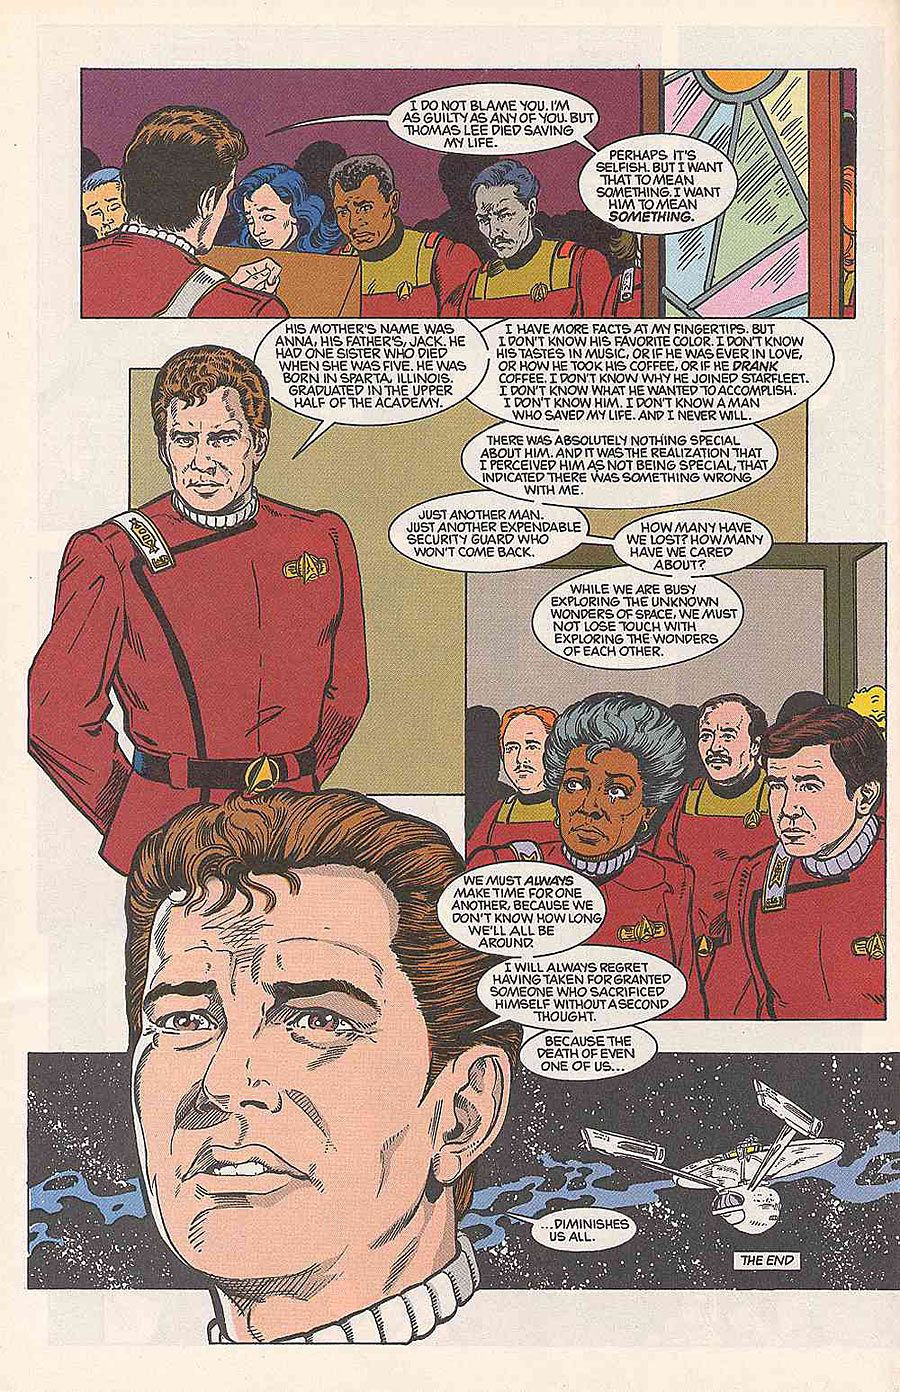 I DO NOT BLAME YOU. I'M
AS GUILTY AS ANY OF YOU. BUT
THOMAS LEE DIED SAVING
MY LIFE.
PERHAPS IT'S
SELFISH. BUT I WANT
THAT TO MEAN
SOMETHING. I WANT
HIM TO MEAN
SOMETHING.
HIS MOTHER'S NAME WAS
ANNA, HIS FATHER'S, JACK. HE
HAD ONE SISTER WHO DIED
WHEN SHE WAS FIVE. HE WAS
BORN IN SPARTA, ILLINOIS.
GRADUATED IN THE UPPER
HALF OF THE ACADEMY.
I HAVE MORE FACTS AT MY FINGERTIPS. BUT
I DON'T KNOW HIS FAVORITE COLOR. I DON'T KNOW
HIS TASTES IN MUSIC, OR IF HE WAS EVER IN LOVE,
OR HOW HE TOOK HIS COFFEE, OR IF HE DRANK
COFFEE. I DON'T KNOW WHY HE JOINED STARFLEET.
I DON'T KNOW WHAT HE WANTED TO ACCOMPLISH.
I DON'T KNOW HIM. I DON'T KNOW A MAN
WHO SAVED MY LIFE. AND I NEVER WILL.
THERE WAS ABSOLUTELY NOTHING SPECIAL
ABOUT HIM. AND IT WAS THE REALIZATION THAT
I PERCEIVED HIM AS NOT BEING SPECIAL, THAT
INDICATED THERE WAS SOMETHING WRONG
WITH ME.
JUST ANOTHER MAN.
JUST ANOTHER EXPENDABLE
SECURITY GUARD WHO
WON'T COME BACK.
HOW MANY HAVE
WE LOST? HOW MANY
HAVE WE CARED
ABOUT?
WHILE WE ARE BUSY
EXPLORING THE UNKNOWN
WONDERS OF SPACE, WE MUST
NOT LOSE TOUCH WITH
EXPLORING THE WONDERS
OF EACH OTHER.
WE MUST ALWAYS
MAKE TIME FOR ONE
ANOTHER, BECAUSE WE
DON'T KNOW HOW LONG
WE'LL ALL BE
AROUND.
I WILL ALWAYS REGRET
HAVING TAKEN FOR GRANTED
SOMEONE WHO SACRIFICED
HIMSELF WITHOUT A SECOND
THOUGHT.
BECAUSE THE
DEATH OF EVEN
ONE OF US...
...DIMINISHES
US ALL.
THE END